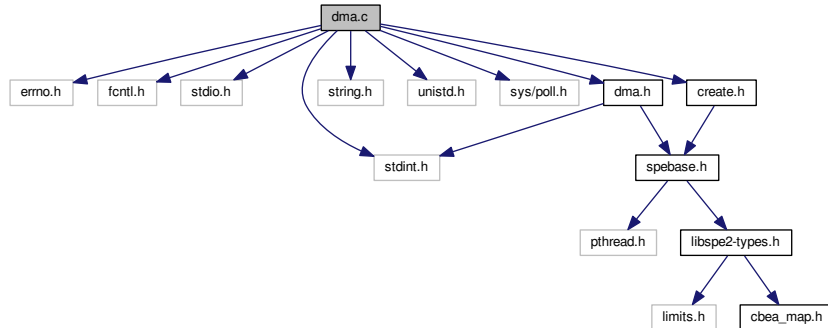 dma.c
errno.h
fcntl.h
stdio.h
string.h
unistd.h
sys/poll.h
dma.h
create.h
stdint.h
spebase.h
pthread.h
libspe2-types.h
limits.h
cbea_map.h